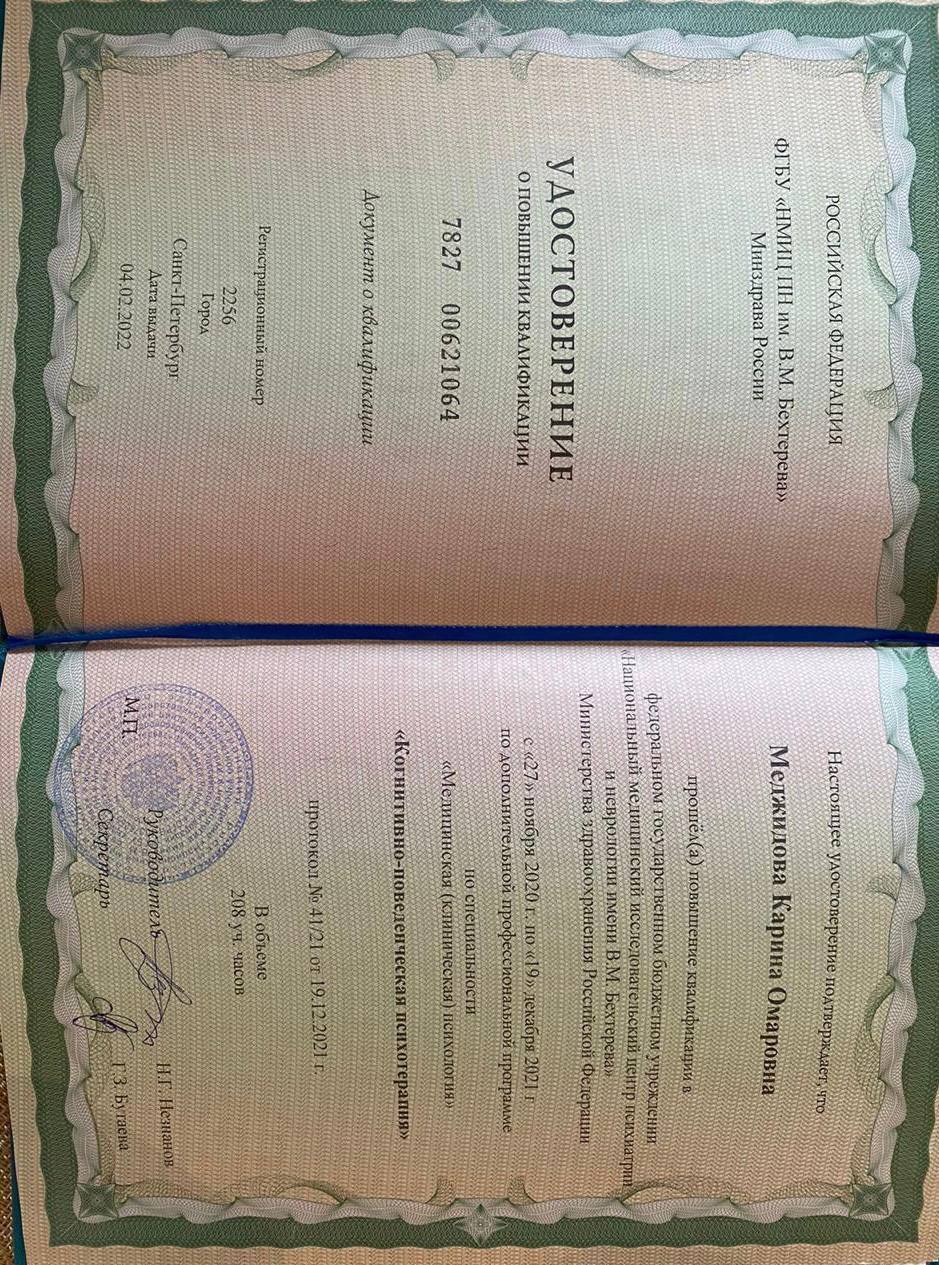 РОССИЙСКАЯ ФЕДЕРАЦИЯ
ФГБУ «НМИЦ ПН им. В.М. Бехтерева»
Минздрава России
УДОСТОВЕРЕНИЕ
О ПОВЫШЕНИИ КВАЛИФИКАЦИИ
7827 00621064
Документ о квалификации
Регистрационный номер
2256
Город
Санкт-Петербург
Дата выдачи
04.02.2022
Настоящее удостоверение подтверждает, что
Меджидова Карина Омаровна
прошёл(а) повышение квалификации в
федеральном государственном бюджетном учреждении
«Национальный медицинский исследовательский центр психиатрии
и неврологии имени В.М. Бехтерева»
Министерства здравоохранения Российской Федерации
с «27» ноября 2020 г. по «19» декабря 2021 г
по дополнительной профессиональной программе
по специальности
«Медицинская (клиническая) психология»
«Когнитивно-поведенческая психотерапия»
протокол № 41/21 от 19.12.2021 г.
В объеме
208 уч. часов
Руководитель Н.Г. Незнанов
М.П.
Секретарь Г.З. Бутаева